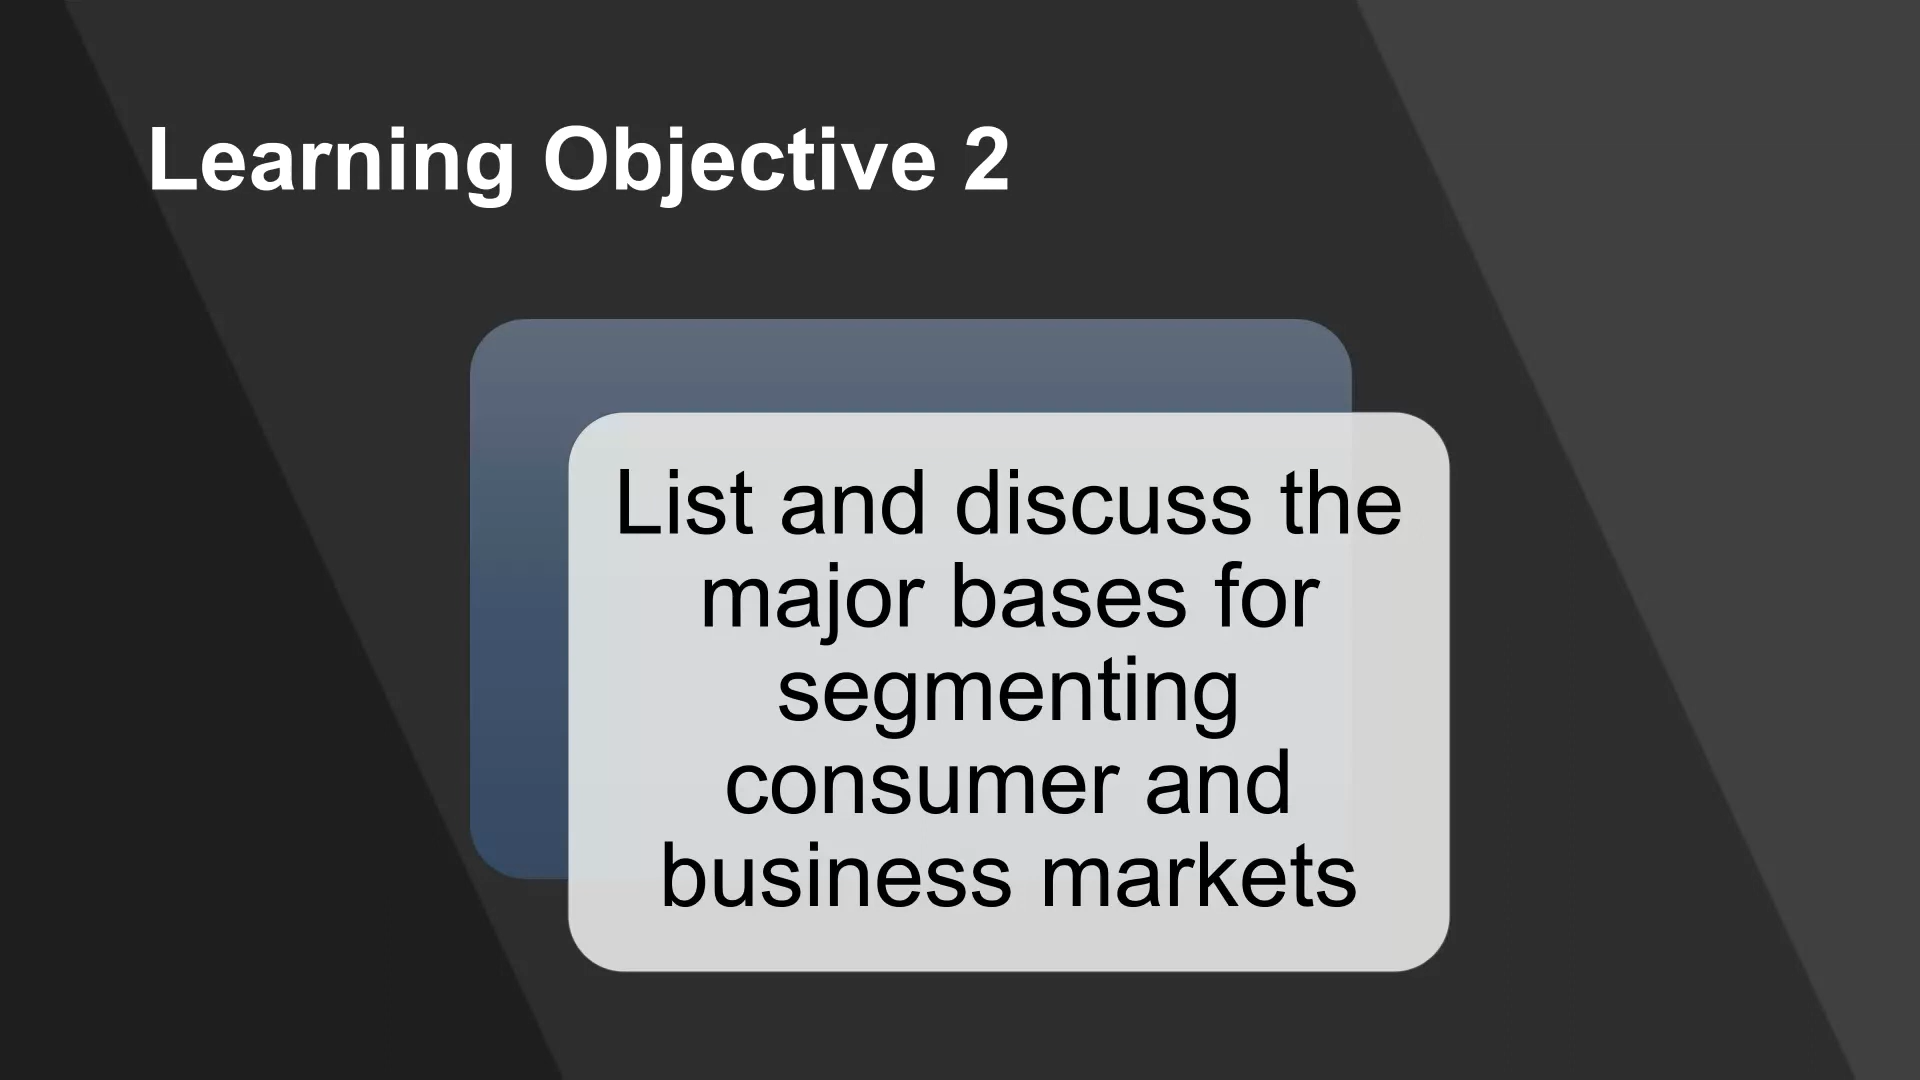 Learning Objective 2
List and discuss the
major bases for
segmenting
consumer and
business markets